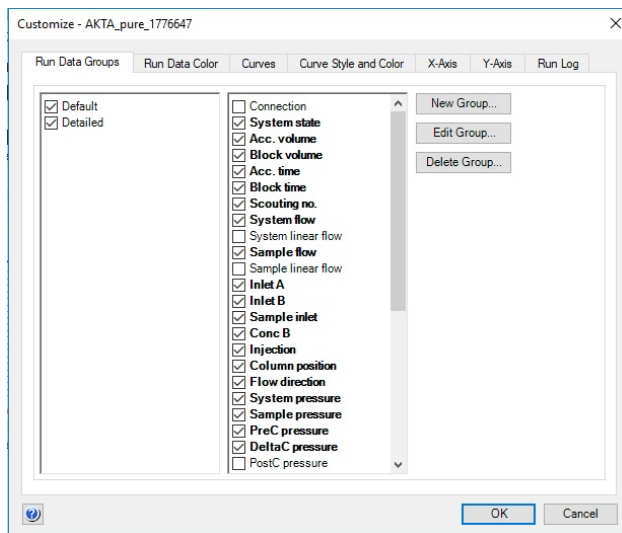 Customize - AKTA_pure_1776647
Run Data Groups Run Data Color Curves Curve Style and Color X-Axis Y-Axis Run Log
Default
Detailed
Connection
System state
Acc. volume
Block volume
Acc. time
Block time
Scouting no.
System flow
System linear flow
Sample flow
Sample linear flow
Inlet A
Inlet B
Sample inlet
Conc B
Injection
Column position
Flow direction
System pressure
Sample pressure
PreC pressure
DeltaC pressure
PostC pressure
New Group...
Edit Group...
Delete Group...
OK Cancel